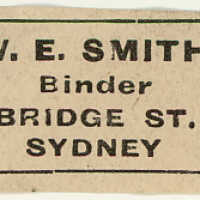 W. E. SMITH
Binder
BRIDGE ST.
SYDNEY